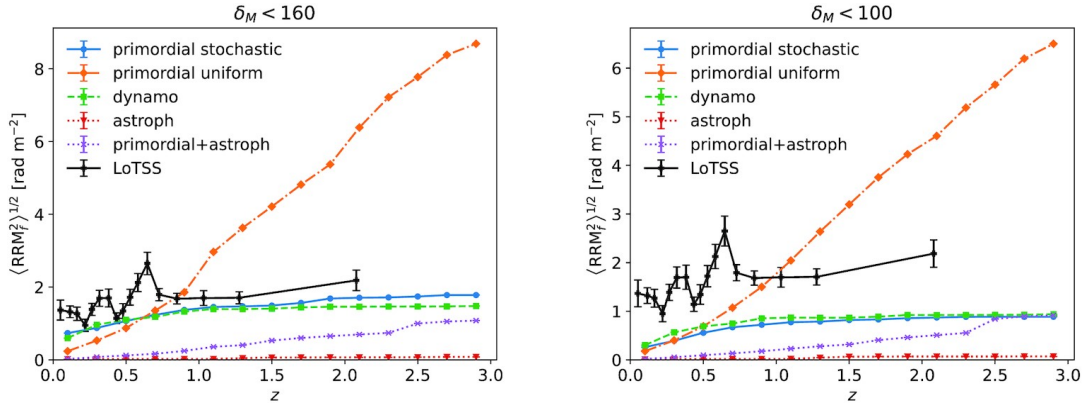 δ_M < 160
⟨RRM_f^2⟩^{1/2} [rad m^{-2}]
8
6
4
2
0
primordial stochastic
primordial uniform
dynamo
astroph
primordial+astroph
LoTSS
0.0 0.5 1.0 1.5 2.0 2.5 3.0
z
δ_M < 100
⟨RRM_f^2⟩^{1/2} [rad m^{-2}]
6
5
4
3
2
1
0
primordial stochastic
primordial uniform
dynamo
astroph
primordial+astroph
LoTSS
0.0 0.5 1.0 1.5 2.0 2.5 3.0
z